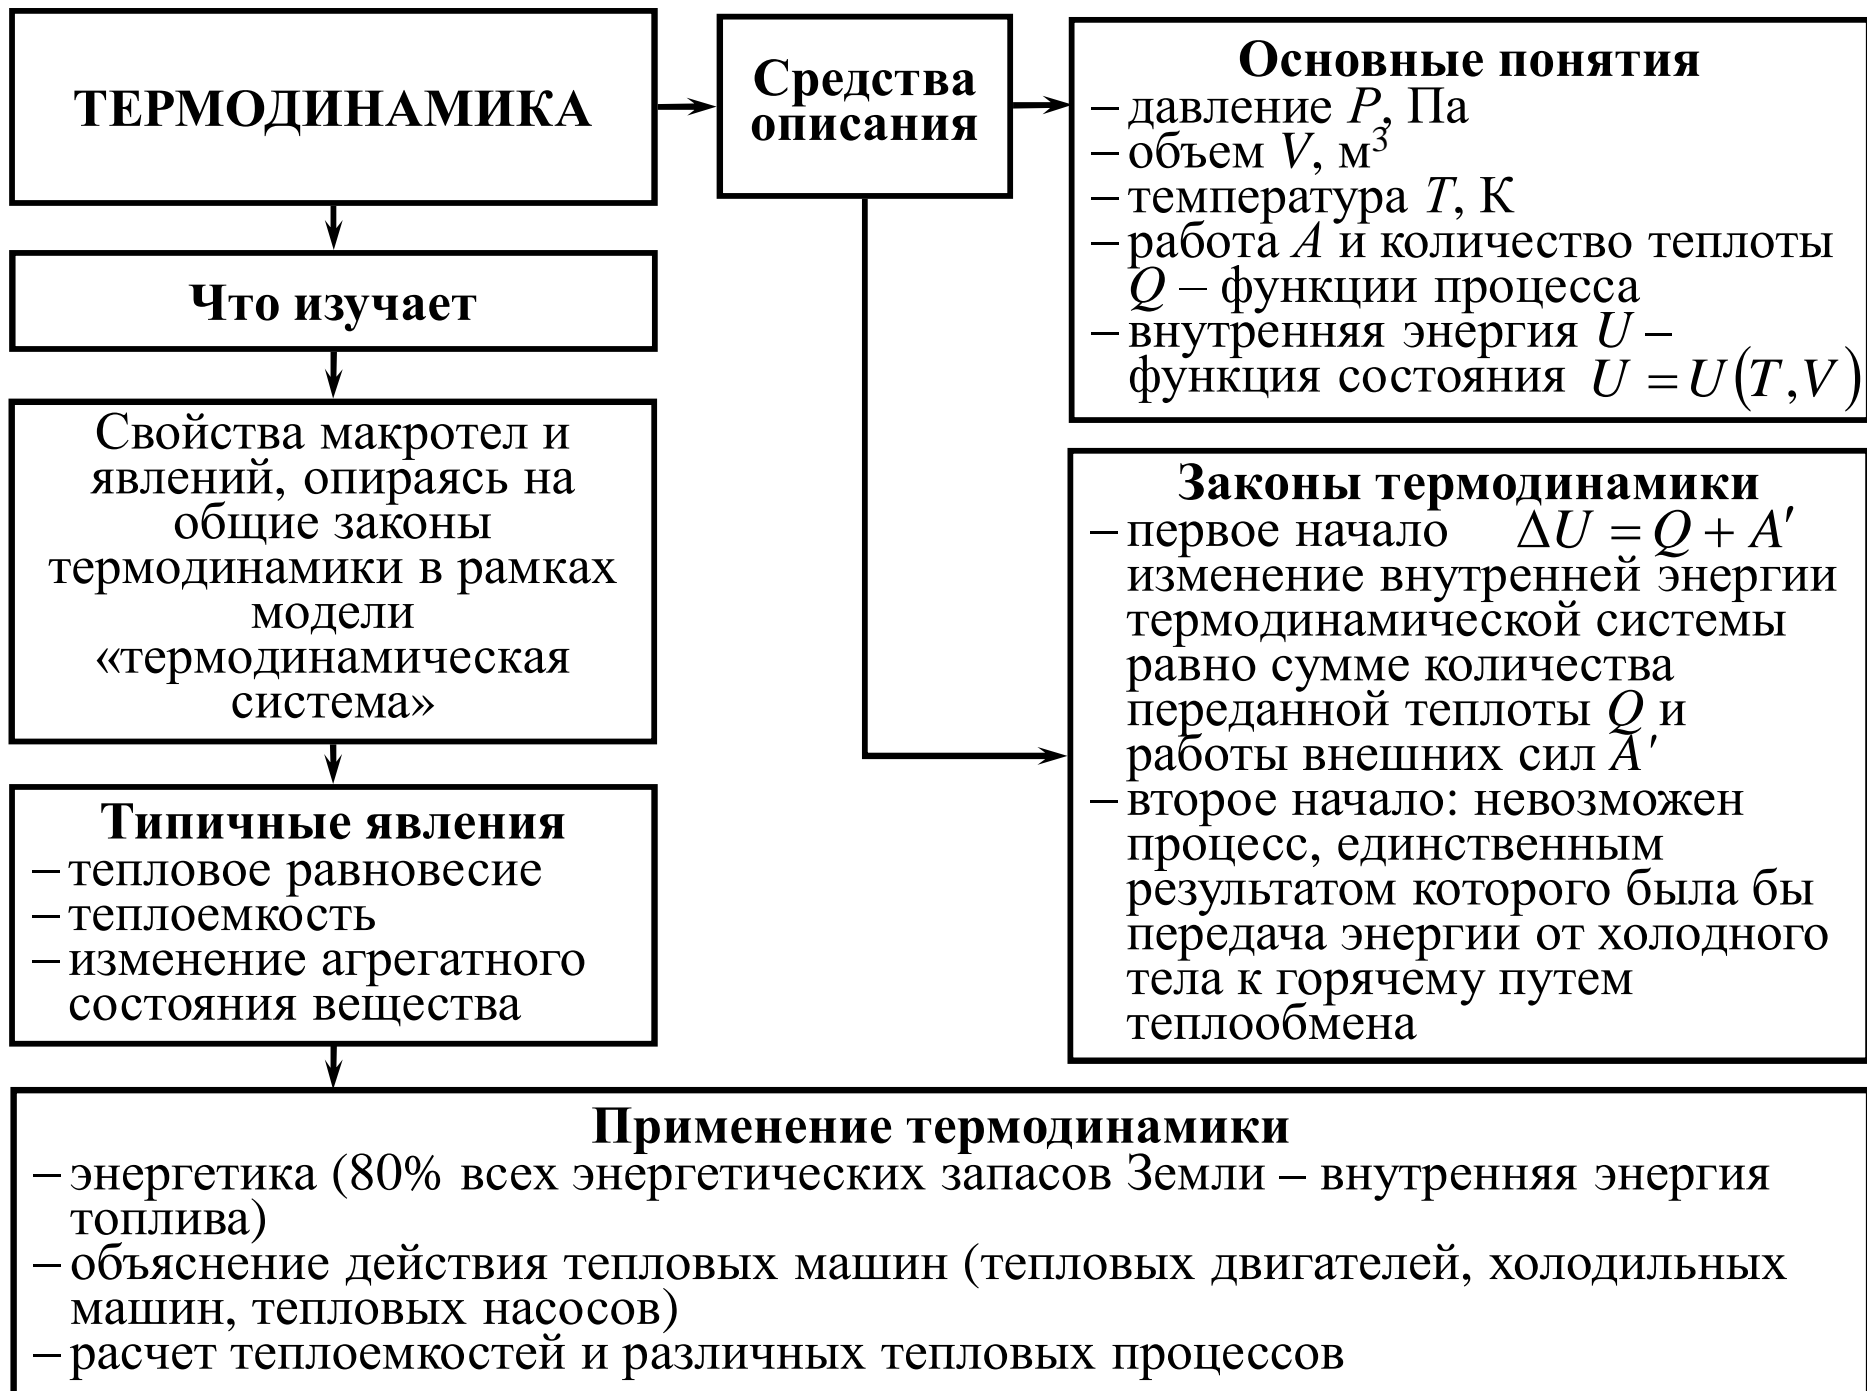 ТЕРМОДИНАМИКА
Средства
описания
Основные понятия
– давление P, Па
– объем V, м³
– температура T, К
– работа A и количество теплоты
Q – функции процесса
– внутренняя энергия U –
функция состояния U = U(T,V)
Что изучает
Свойства макротел и
явлений, опираясь на
общие законы
термодинамики в рамках
модели
«термодинамическая
система»
Законы термодинамики
– первое начало ΔU = Q + A′
изменение внутренней энергии
термодинамической системы
равно сумме количества
переданной теплоты Q и
работы внешних сил A′
– второе начало: невозможен
процесс, единственным
результатом которого была бы
передача энергии от холодного
тела к горячему путем
теплообмена
Типичные явления
– тепловое равновесие
– теплоемкость
– изменение агрегатного
состояния вещества
Применение термодинамики
– энергетика (80% всех энергетических запасов Земли – внутренняя энергия
топлива)
– объяснение действия тепловых машин (тепловых двигателей, холодильных
машин, тепловых насосов)
– расчет теплоемкостей и различных тепловых процессов